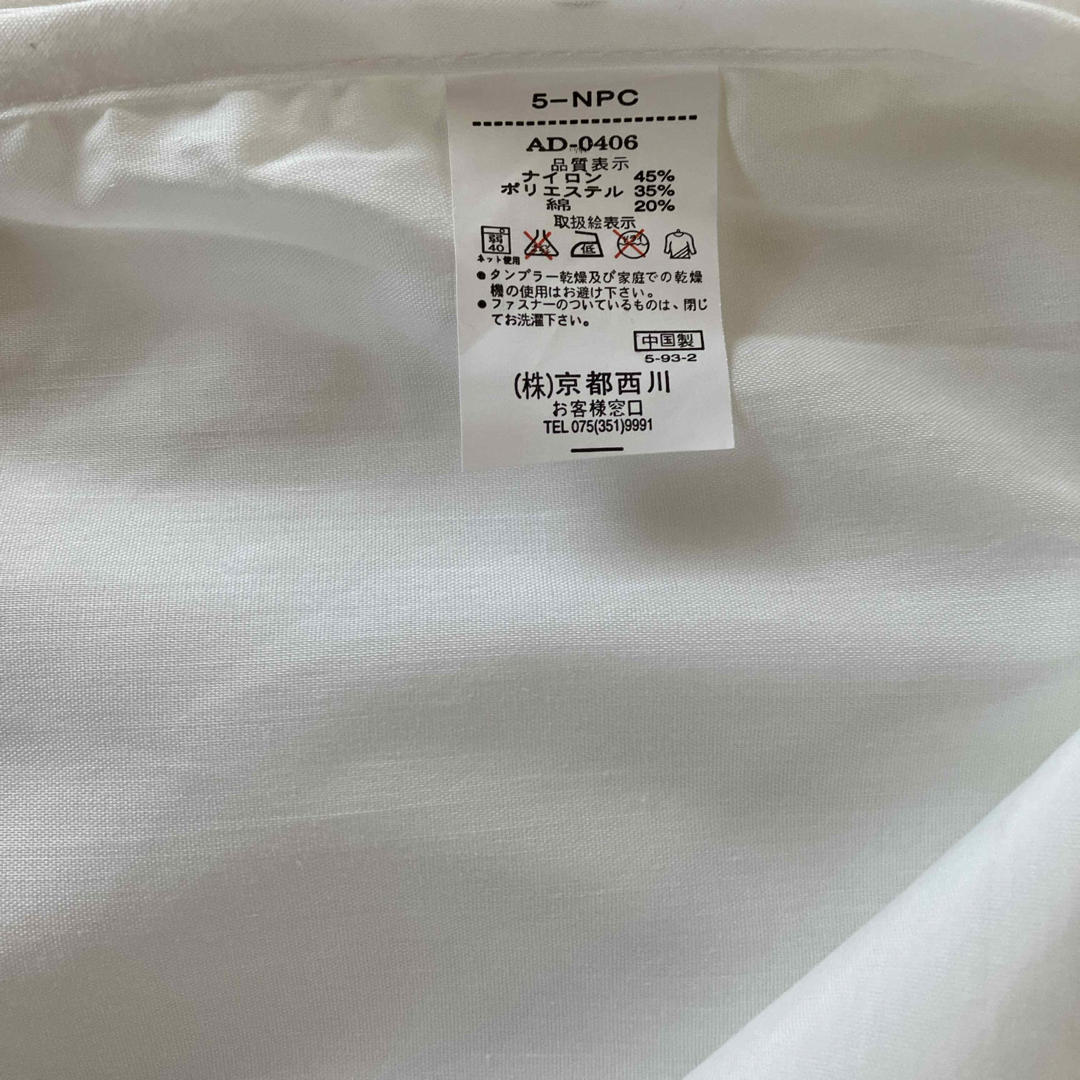 5-NPC
AD-0406
品質表示
ナイロン 45%
ポリエステル 35%
綿 20%
取扱絵表示
弱 40 低
ネット使用
●タンブラー乾燥及び家庭での乾燥
機の使用はお避け下さい。
●ファスナーのついているものは、閉じ
てお洗濯下さい。
中国製
5-93-2
(株)京都西川
お客様窓口
TEL 075(351)9991